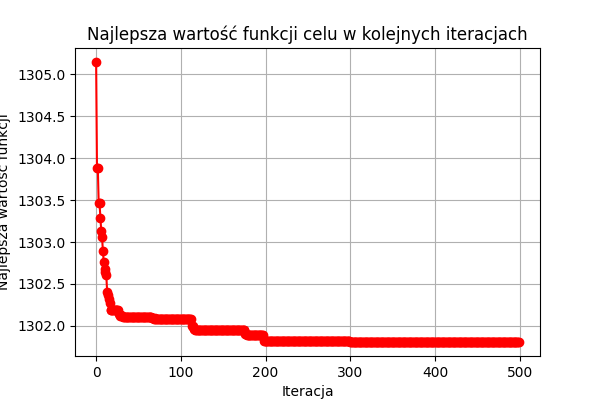 Najlepsza wartość funkcji celu w kolejnych iteracjach
Najlepsza wartość funkcji
1305.0
1304.5
1304.0
1303.5
1303.0
1302.5
1302.0
0 100 200 300 400 500
Iteracja